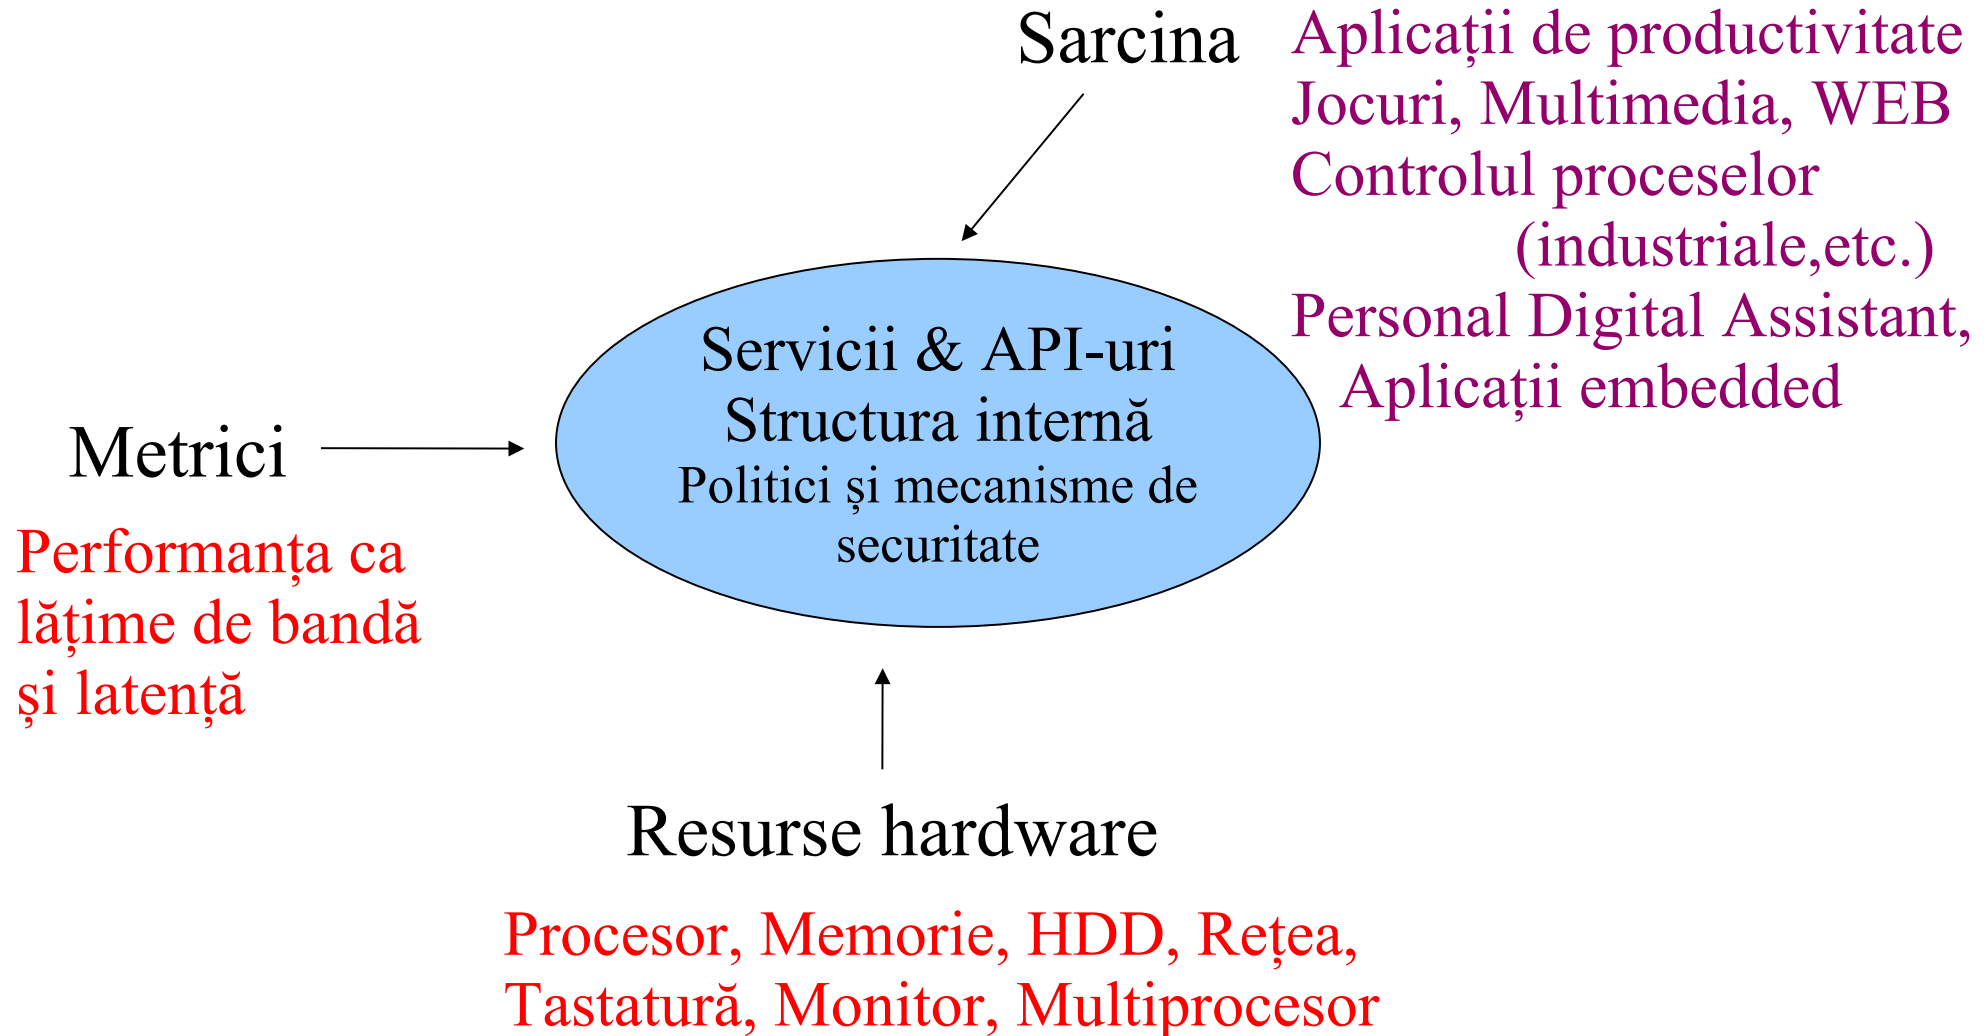 Sarcina
Aplicații de productivitate
Jocuri, Multimedia, WEB
Controlul proceselor
(industriale,etc.)
Personal Digital Assistant,
Aplicații embedded
Servicii & API-uri
Structura internă
Politici și mecanisme de
securitate
Metrici
Performanța ca
lățime de bandă
și latență
Resurse hardware
Procesor, Memorie, HDD, Rețea,
Tastatură, Monitor, Multiprocesor